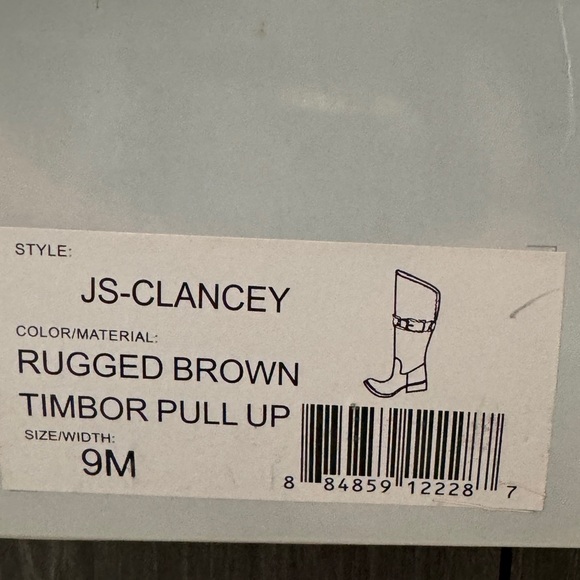 STYLE:
JS-CLANCEY
COLOR/MATERIAL:
RUGGED BROWN
TIMBOR PULL UP
SIZE/WIDTH:
9M
8 84859 12228 7